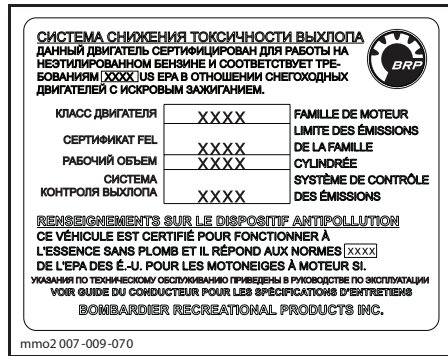 СИСТЕМА СНИЖЕНИЯ ТОКСИЧНОСТИ ВЫХЛОПА
ДАННЫЙ ДВИГАТЕЛЬ СЕРТИФИЦИРОВАН ДЛЯ РАБОТЫ НА
НЕЭТИЛИРОВАННОМ БЕНЗИНЕ И СООТВЕТСТВУЕТ ТРЕ-
БОВАНИЯМ XXXX US EPA В ОТНОШЕНИИ СНЕГОХОДНЫХ
ДВИГАТЕЛЕЙ С ИСКРОВЫМ ЗАЖИГАНИЕМ.
BRP
КЛАСС ДВИГАТЕЛЯ XXXX FAMILLE DE MOTEUR
LIMITE DES ÉMISSIONS
СЕРТИФИКАТ FEL XXXX DE LA FAMILLE
РАБОЧИЙ ОБЪЕМ XXXX CYLINDRÉE
СИСТЕМА SYSTÈME DE CONTRÔLE
КОНТРОЛЯ ВЫХЛОПА XXXX DES ÉMISSIONS
RENSEIGNEMENTS SUR LE DISPOSITIF ANTIPOLLUTION
CE VÉHICULE EST CERTIFIÉ POUR FONCTIONNER À
L'ESSENCE SANS PLOMB ET IL RÉPOND AUX NORMES XXXX
DE L'EPA DES É.-U. POUR LES MOTONEIGES À MOTEUR SI.
УКАЗАНИЯ ПО ТЕХНИЧЕСКОМУ ОБСЛУЖИВАНИЮ ПРИВЕДЕНЫ В РУКОВОДСТВЕ ПО ЭКСПЛУАТАЦИИ
VOIR GUIDE DU CONDUCTEUR POUR LES SPÉCIFICATIONS D'ENTRETIENS
BOMBARDIER RECREATIONAL PRODUCTS INC.
mmo2 007 -009-070